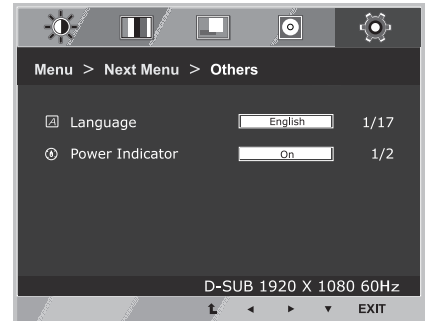 Menu > Next Menu > Others
Language English 1/17
Power Indicator On 1/2
D-SUB 1920 X 1080 60Hz
EXIT